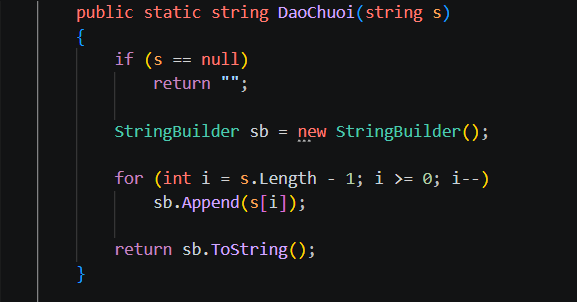 public static string DaoChuoi(string s)
{
if (s == null)
return "";
StringBuilder sb = new StringBuilder();
for (int i = s.Length - 1; i >= 0; i--)
sb.Append(s[i]);
return sb.ToString();
}